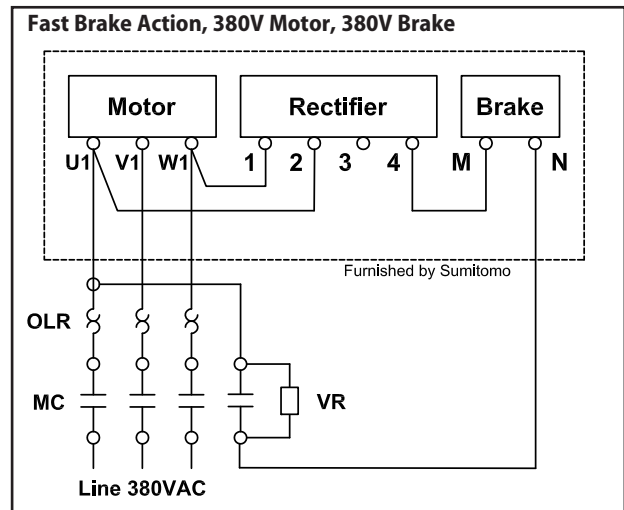 Fast Brake Action, 380V Motor, 380V Brake
Motor Rectifier Brake
U1 V1 W1 1 2 3 4 M N
Furnished by Sumitomo
OLR
MC VR
Line 380VAC